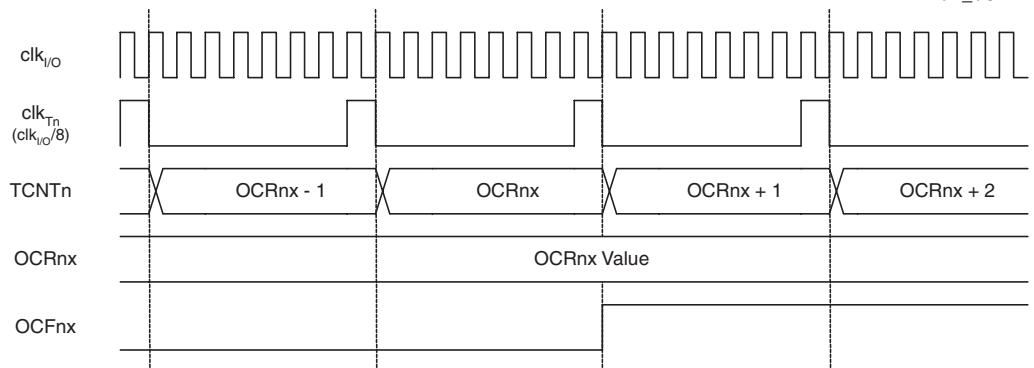 clkI/O
clkTn
(clkI/O/8)
TCNTn OCRnx - 1 OCRnx OCRnx + 1 OCRnx + 2
OCRnx OCRnx Value
OCFnx